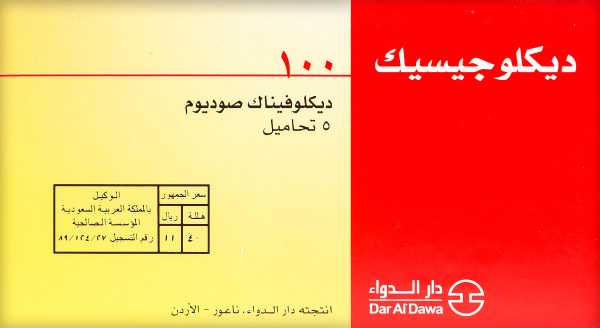 ديكلوجيسيك
١٠٠
ديكلوفيناك صوديوم
٥ تحاميل
سعر الجمهور
هللة ريال
٤٠ ١١
الوكيل
بالمملكة العربية السعودية
المؤسسة الصالحية
رقم التسجيل ٨٩/١٢٤/٢٧
دار الدواء
Dar Al Dawa
انتجته دار الدواء، ناعور - الأردن